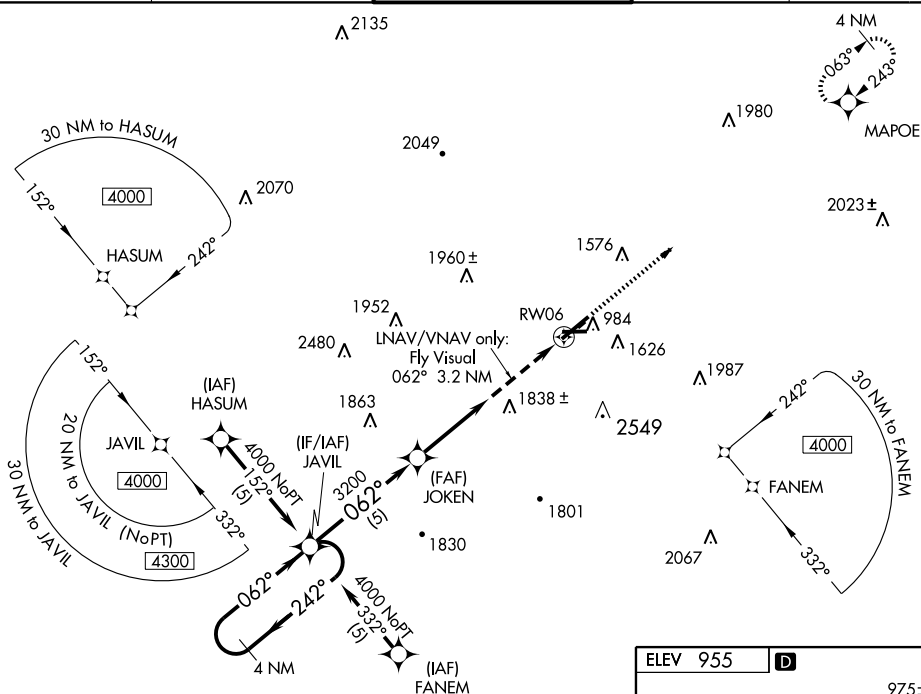 2135
4 NM
063°
243°
MAPOE
1980
30 NM to HASUM
4000
152°
242°
2070
2049
2023 ±
HASUM
1960 ±
1576
1952
RW06
984
2480
LNAV/VNAV only:
Fly Visual
062° 3.2 NM
1626
1987
152°
(IAF)
HASUM
1863
1838 ±
2549
30 NM to FANEM
242°
4000
JAVIL
(IF/IAF)
JAVIL
20 NM to JAVIL (NoPT)
4000
30 NM to JAVIL
4300
332°
4000 NoPT
152°
(5)
3200
062°
(5)
(FAF)
JOKEN
FANEM
1801
1830
2067
332°
062°
242°
4 NM
4000 NoPT
332°
(5)
(IAF)
FANEM
ELEV 955
D